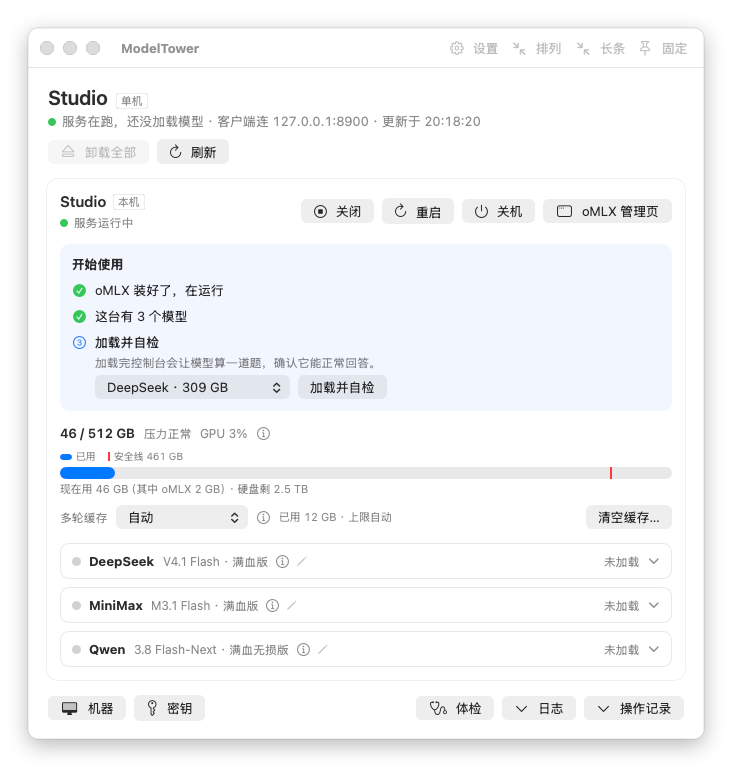 ModelTower 设置 排列 长条 固定
Studio 单机
服务在跑，还没加载模型 · 客户端连 127.0.0.1:8900 · 更新于 20:18:20
卸载全部 刷新
Studio 本机
服务运行中
关闭 重启 关机 oMLX 管理页
开始使用
oMLX 装好了，在运行
这台有 3 个模型
3 加载并自检
加载完控制台会让模型算一道题，确认它能正常回答。
DeepSeek · 309 GB 加载并自检
46 / 512 GB 压力正常 GPU 3%
已用 安全线 461 GB
现在用 46 GB (其中 oMLX 2 GB) · 硬盘剩 2.5 TB
多轮缓存 自动 已用 12 GB · 上限自动 清空缓存...
DeepSeek V4.1 Flash · 满血版 未加载
MiniMax M3.1 Flash · 满血版 未加载
Qwen 3.8 Flash-Next · 满血无损版 未加载
机器 密钥 体检 日志 操作记录